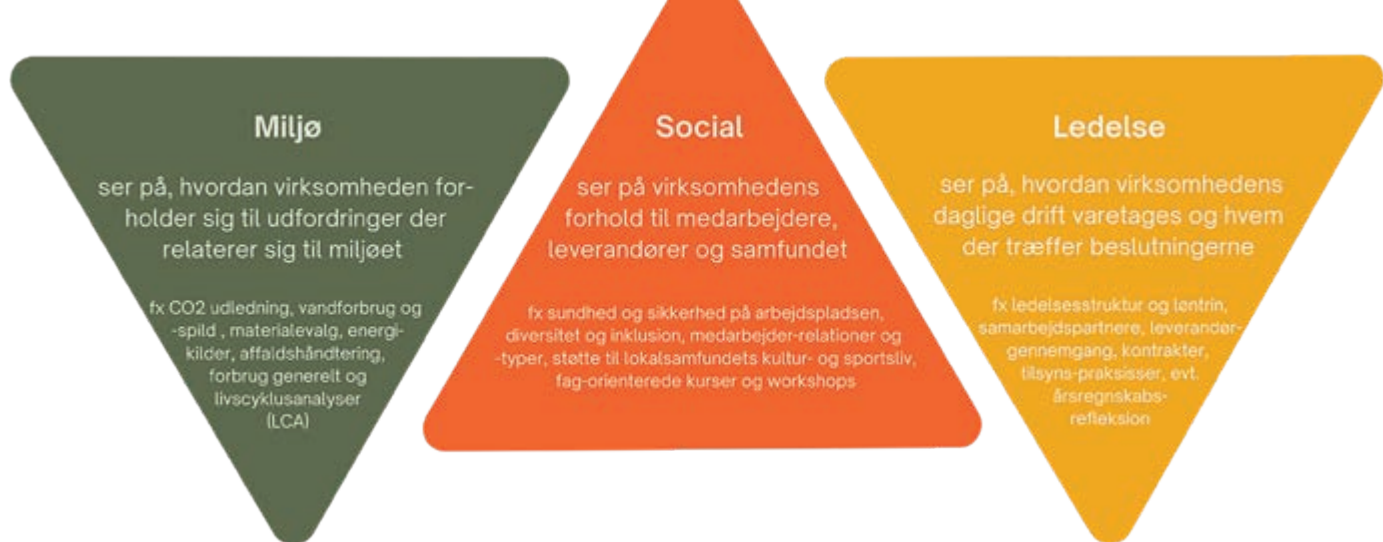 Miljø
ser på, hvordan virksomheden for-
holder sig til udfordringer der
relaterer sig til miljøet
fx CO2 udledning, vandforbrug og
-spild , materialevalg, energi-
kilder, affaldshåndtering,
forbrug generelt og
livscyklusanalyser
(LCA)
Social
ser på virksomhedens
forhold til medarbejdere,
leverandører og samfundet
fx sundhed og sikkerhed på arbejdspladsen,
diversitet og inklusion, medarbejder-relationer og
-typer, støtte til lokalsamfundets kultur- og sportsliv,
fag-orienterede kurser og workshops
Ledelse
ser på, hvordan virksomhedens
daglige drift varetages og hvem
der træffer beslutningerne
fx ledelsesstruktur og løntrin,
samarbejdspartnere, leverandør-
gennemgang, kontrakter,
tilsyns-praksisser, evt.
årsregnskabs-
refleksion